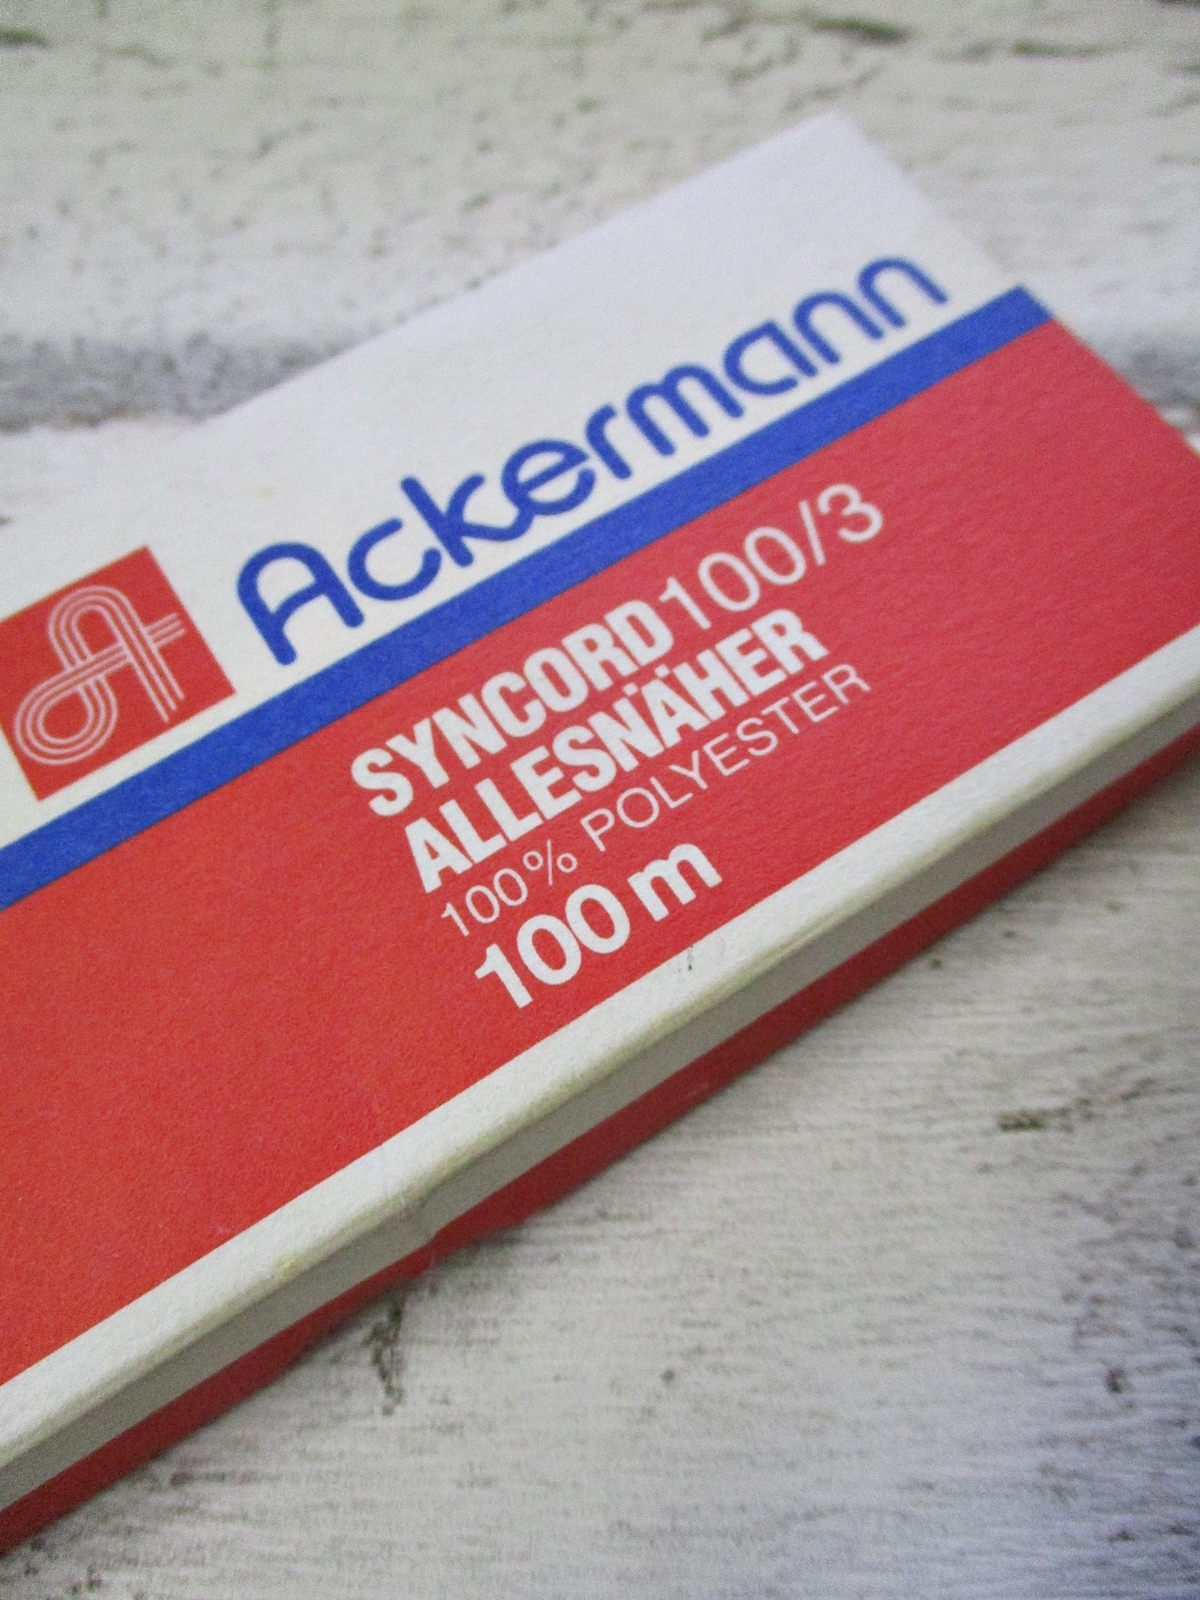 Ackermann
SYNCORD 100/3
ALLESNÄHER
100% POLYESTER
100 m